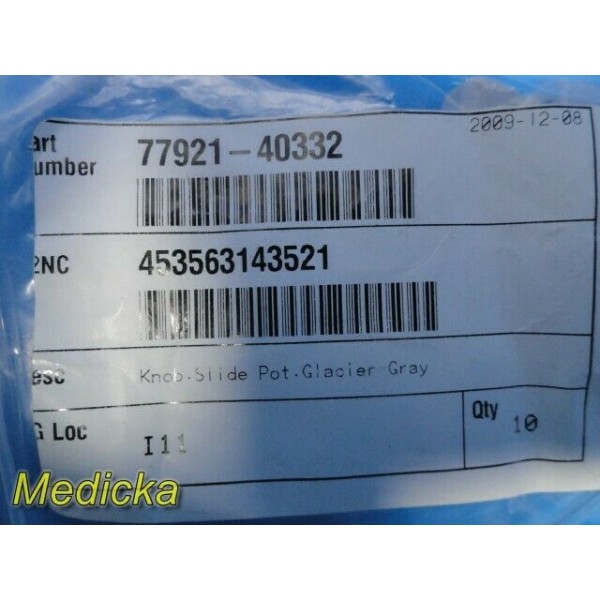 2009-12-08
art
umber
77921-40332
2NC
453563143521
esc
Knob.Slide Pot.Glacier Gray
G Loc
I11
Qty
10
Medicka